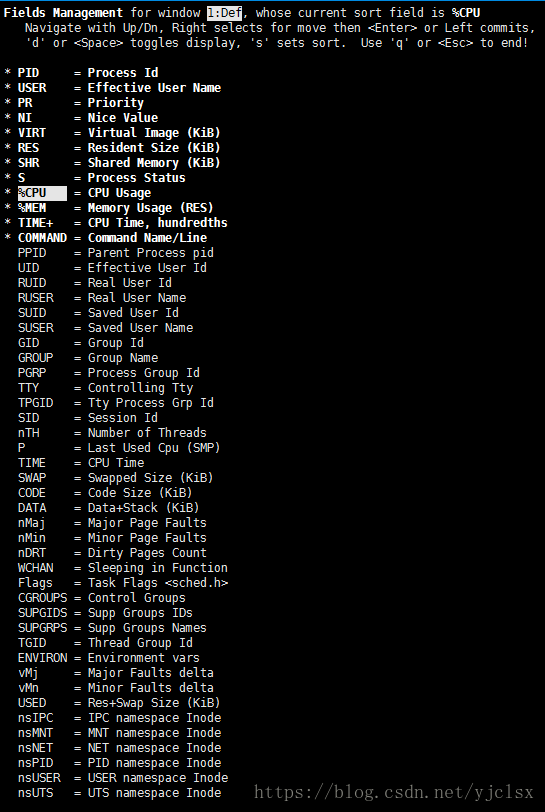 Fields Management for window 1:Def, whose current sort field is %CPU
   Navigate with Up/Dn, Right selects for move then <Enter> or Left commits,
   'd' or <Space> toggles display, 's' sets sort.  Use 'q' or <Esc> to end!
* PID     = Process Id
* USER    = Effective User Name
* PR      = Priority
* NI      = Nice Value
* VIRT    = Virtual Image (KiB)
* RES     = Resident Size (KiB)
* SHR     = Shared Memory (KiB)
* S       = Process Status
* %CPU    = CPU Usage
* %MEM    = Memory Usage (RES)
* TIME+   = CPU Time, hundredths
* COMMAND = Command Name/Line
  PPID    = Parent Process pid
  UID     = Effective User Id
  RUID    = Real User Id
  RUSER   = Real User Name
  SUID    = Saved User Id
  SUSER   = Saved User Name
  GID     = Group Id
  GROUP   = Group Name
  PGRP    = Process Group Id
  TTY     = Controlling Tty
  TPGID   = Tty Process Grp Id
  SID     = Session Id
  nTH     = Number of Threads
  P       = Last Used Cpu (SMP)
  TIME    = CPU Time
  SWAP    = Swapped Size (KiB)
  CODE    = Code Size (KiB)
  DATA    = Data+Stack (KiB)
  nMaj    = Major Page Faults
  nMin    = Minor Page Faults
  nDRT    = Dirty Pages Count
  WCHAN   = Sleeping in Function
  Flags   = Task Flags <sched.h>
  CGROUPS = Control Groups
  SUPGIDS = Supp Groups IDs
  SUPGRPS = Supp Groups Names
  TGID    = Thread Group Id
  ENVIRON = Environment vars
  vMj     = Major Faults delta
  vMn     = Minor Faults delta
  USED    = Res+Swap Size (KiB)
  nsIPC   = IPC namespace Inode
  nsMNT   = MNT namespace Inode
  nsNET   = NET namespace Inode
  nsPID   = PID namespace Inode
  nsUSER  = USER namespace Inode
  nsUTS   = UTS namespace Inode
https://blog.csdn.net/yjclsx